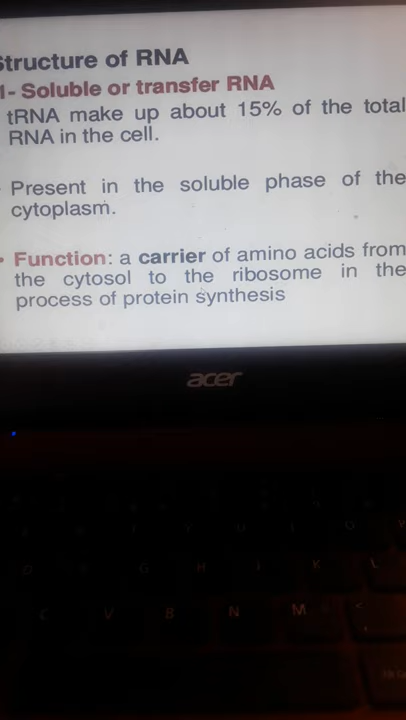 Structure of RNA
1- Soluble or transfer RNA
tRNA make up about 15% of the total
RNA in the cell.
Present in the soluble phase of the
cytoplasm.
• Function: a carrier of amino acids from
the cytosol to the ribosome in the
process of protein synthesis
acer
G H J K L
C V B N M <